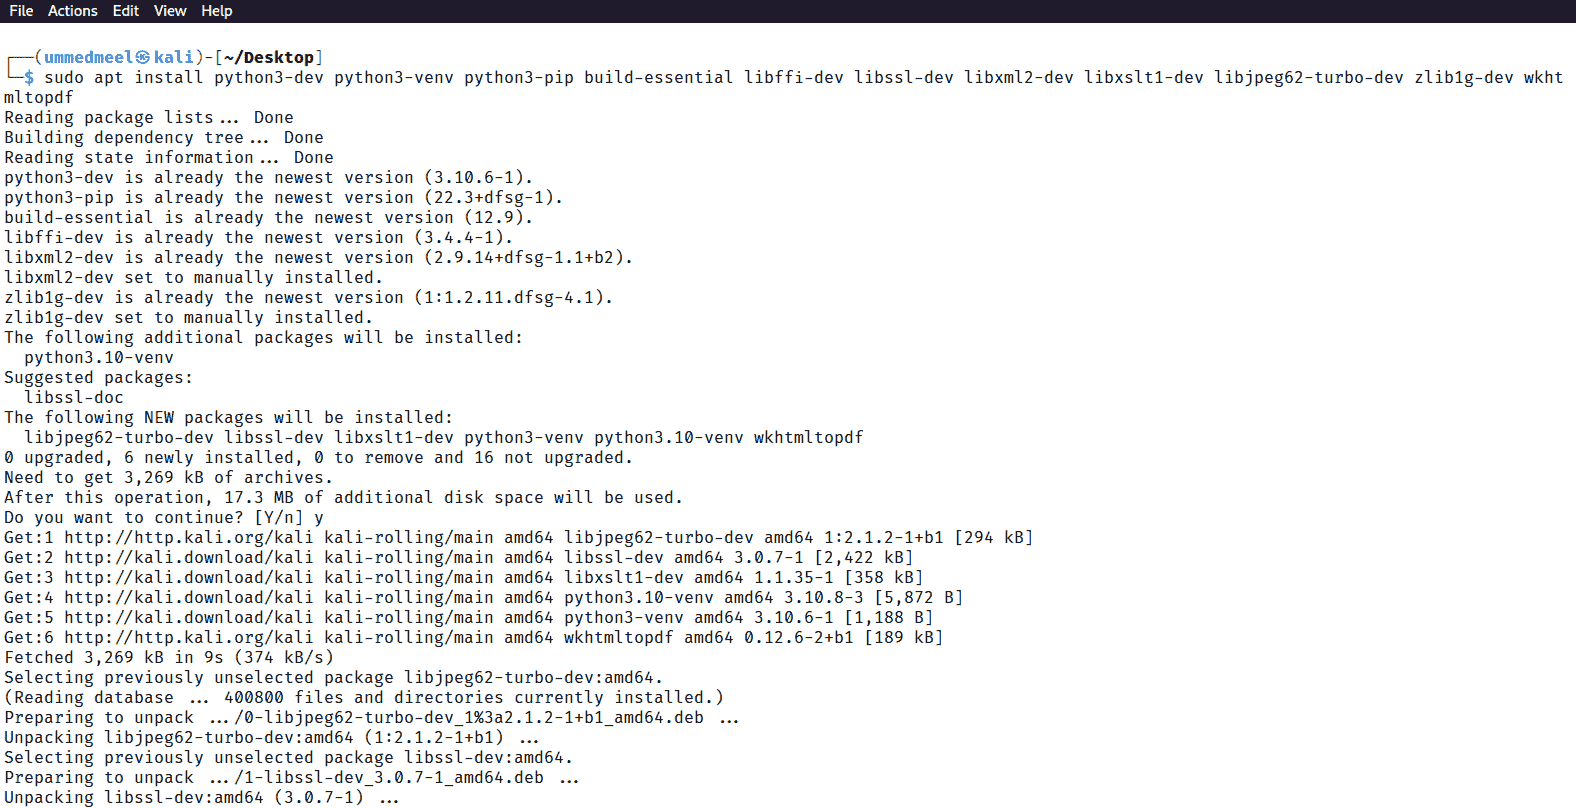 File Actions Edit View Help
┌──(ummedmeel㉿kali)-[~/Desktop]
└─$ sudo apt install python3-dev python3-venv python3-pip build-essential libffi-dev libssl-dev libxml2-dev libxslt1-dev libjpeg62-turbo-dev zlib1g-dev wkht
mltopdf
Reading package lists... Done
Building dependency tree... Done
Reading state information... Done
python3-dev is already the newest version (3.10.6-1).
python3-pip is already the newest version (22.3+dfsg-1).
build-essential is already the newest version (12.9).
libffi-dev is already the newest version (3.4.4-1).
libxml2-dev is already the newest version (2.9.14+dfsg-1.1+b2).
libxml2-dev set to manually installed.
zlib1g-dev is already the newest version (1:1.2.11.dfsg-4.1).
zlib1g-dev set to manually installed.
The following additional packages will be installed:
  python3.10-venv
Suggested packages:
  libssl-doc
The following NEW packages will be installed:
  libjpeg62-turbo-dev libssl-dev libxslt1-dev python3-venv python3.10-venv wkhtmltopdf
0 upgraded, 6 newly installed, 0 to remove and 16 not upgraded.
Need to get 3,269 kB of archives.
After this operation, 17.3 MB of additional disk space will be used.
Do you want to continue? [Y/n] y
Get:1 http://http.kali.org/kali kali-rolling/main amd64 libjpeg62-turbo-dev amd64 1:2.1.2-1+b1 [294 kB]
Get:2 http://kali.download/kali kali-rolling/main amd64 libssl-dev amd64 3.0.7-1 [2,422 kB]
Get:3 http://kali.download/kali kali-rolling/main amd64 libxslt1-dev amd64 1.1.35-1 [358 kB]
Get:4 http://kali.download/kali kali-rolling/main amd64 python3.10-venv amd64 3.10.8-3 [5,872 B]
Get:5 http://kali.download/kali kali-rolling/main amd64 python3-venv amd64 3.10.6-1 [1,188 B]
Get:6 http://http.kali.org/kali kali-rolling/main amd64 wkhtmltopdf amd64 0.12.6-2+b1 [189 kB]
Fetched 3,269 kB in 9s (374 kB/s)
Selecting previously unselected package libjpeg62-turbo-dev:amd64.
(Reading database ... 400800 files and directories currently installed.)
Preparing to unpack .../0-libjpeg62-turbo-dev_1%3a2.1.2-1+b1_amd64.deb ...
Unpacking libjpeg62-turbo-dev:amd64 (1:2.1.2-1+b1) ...
Selecting previously unselected package libssl-dev:amd64.
Preparing to unpack .../1-libssl-dev_3.0.7-1_amd64.deb ...
Unpacking libssl-dev:amd64 (3.0.7-1) ...